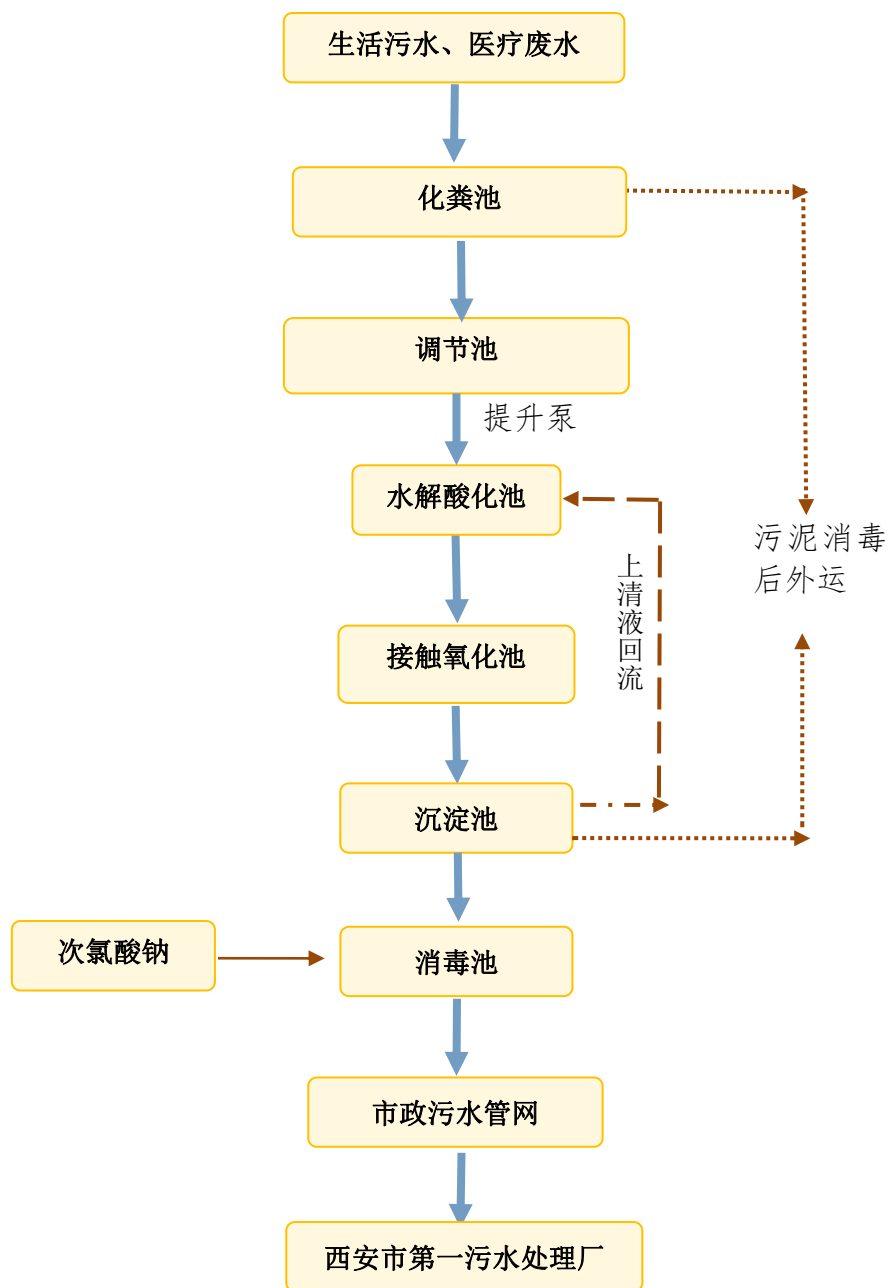 生活污水、医疗废水
化粪池
调节池
提升泵
水解酸化池
污泥消毒
后外运
上清液回流
接触氧化池
沉淀池
次氯酸钠
消毒池
市政污水管网
西安市第一污水处理厂